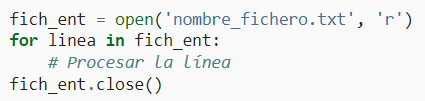 fich_ent = open('nombre_fichero.txt', 'r')
for linea in fich_ent:
    # Procesar la línea
fich_ent.close()